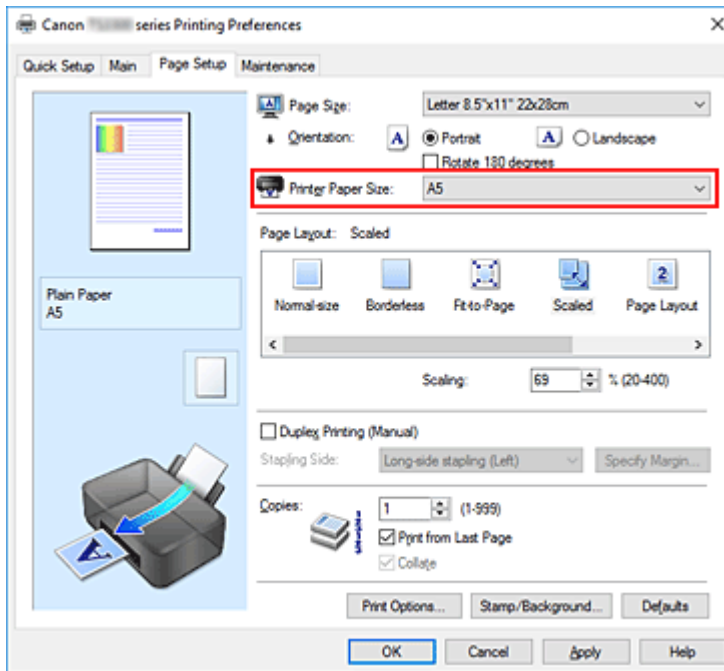 Canon series Printing Preferences
Quick Setup Main Page Setup Maintenance
Page Size: Letter 8.5"x11" 22x28cm
Orientation: A Portrait A Landscape
Rotate 180 degrees
Printer Paper Size: A5
Page Layout: Scaled
2
Normal-size Borderless Fit-to-Page Scaled Page Layout
Plain Paper
A5
Scaling: 69 % (20-400)
Duplex Printing (Manual)
Stapling Side: Long-side stapling (Left) Specify Margin...
Copies: 1 (1-999)
Print from Last Page
Collate
A
Print Options... Stamp/Background... Defaults
OK Cancel Apply Help